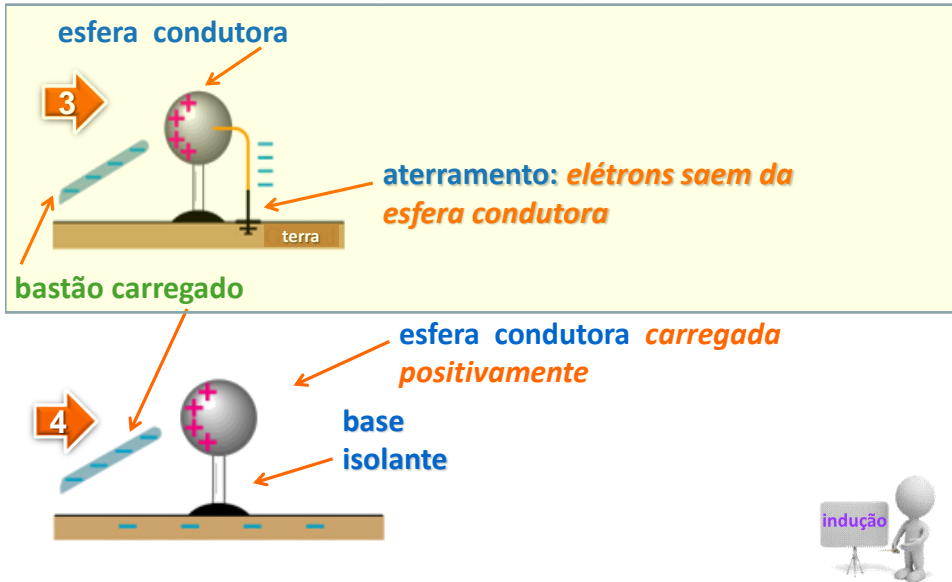 esfera condutora
3
aterramento: elétrons saem da
esfera condutora
terra
bastão carregado
esfera condutora carregada
positivamente
4
base
isolante
indução